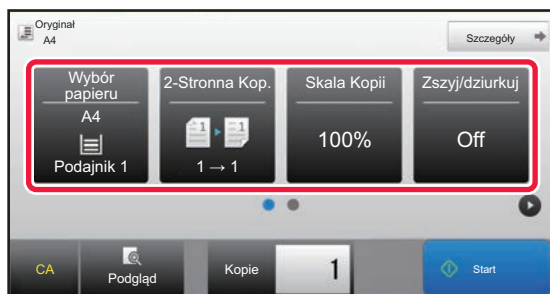 Oryginał
A4
Szczegóły
Wybór
papieru
A4
Podajnik 1
2-Stronna Kop.
1
1
1 → 1
Skala Kopii
100%
Zszyj/dziurkuj
Off
CA
Podgląd
Kopie
1
Start